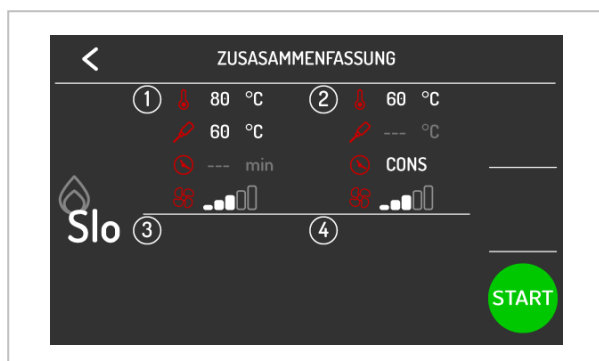 ZUSASAMMENFASSUNG
1 80 °C 2 60 °C
60 °C --- °C
--- min CONS
Slo
3 4
START